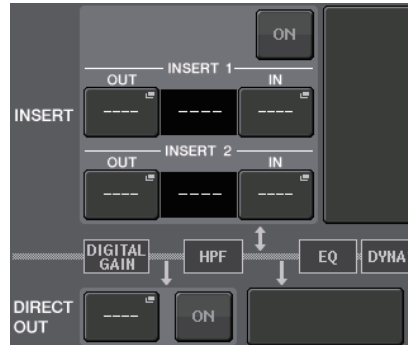 ON
INSERT 1
OUT IN
INSERT
---- ---- ----
INSERT 2
OUT IN
---- ---- ----
DIGITAL GAIN HPF EQ DYNA
DIRECT OUT
---- ON